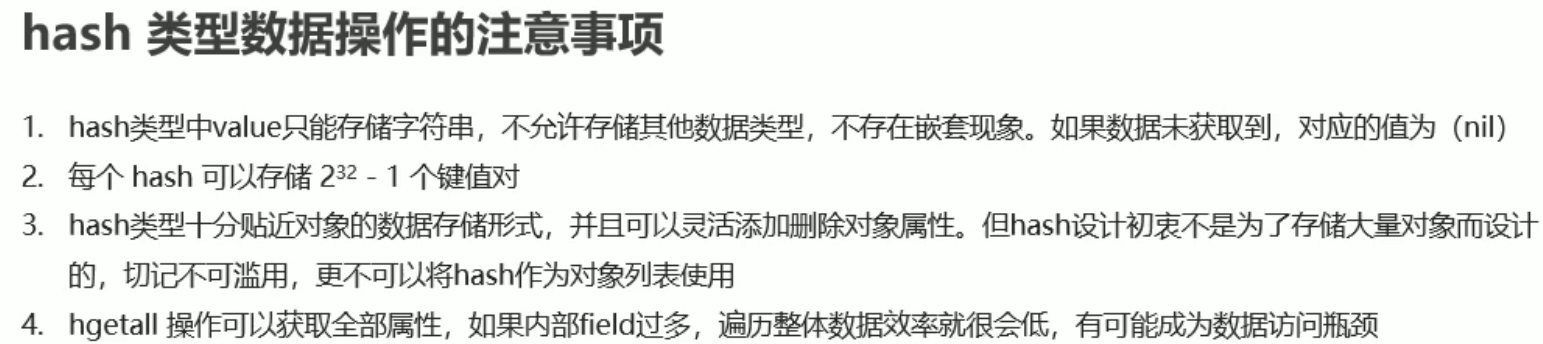 hash 类型数据操作的注意事项
1. hash类型中value只能存储字符串，不允许存储其他数据类型，不存在嵌套现象。如果数据未获取到，对应的值为（nil）
2. 每个 hash 可以存储 2³² - 1 个键值对
3. hash类型十分贴近对象的数据存储形式，并且可以灵活添加删除对象属性。但hash设计初衷不是为了存储大量对象而设计
的，切记不可滥用，更不可以将hash作为对象列表使用
4. hgetall 操作可以获取全部属性，如果内部field过多，遍历整体数据效率就很会低，有可能成为数据访问瓶颈